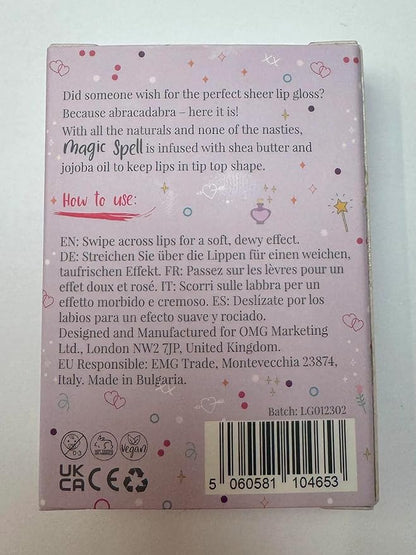 Did someone wish for the perfect sheer lip gloss?
Because abracadabra – here it is!
With all the naturals and none of the nasties,
Magic Spell is infused with shea butter and
jojoba oil to keep lips in tip top shape.
How to use:
EN: Swipe across lips for a soft, dewy effect.
DE: Streichen Sie über die Lippen für einen weichen,
taufrischen Effekt. FR: Passez sur les lèvres pour un
effet doux et rosé. IT: Scorri sulle labbra per un
effetto morbido e cremoso. ES: Deslízate por los
labios para un efecto suave y rociado.
Designed and Manufactured for OMG Marketing
Ltd., London NW2 7JP, United Kingdom.
EU Responsible: EMG Trade, Montevecchia 23874,
Italy. Made in Bulgaria.
Batch: LG012302
0-3
Vegan
UK
CA CE
5 060581 104653